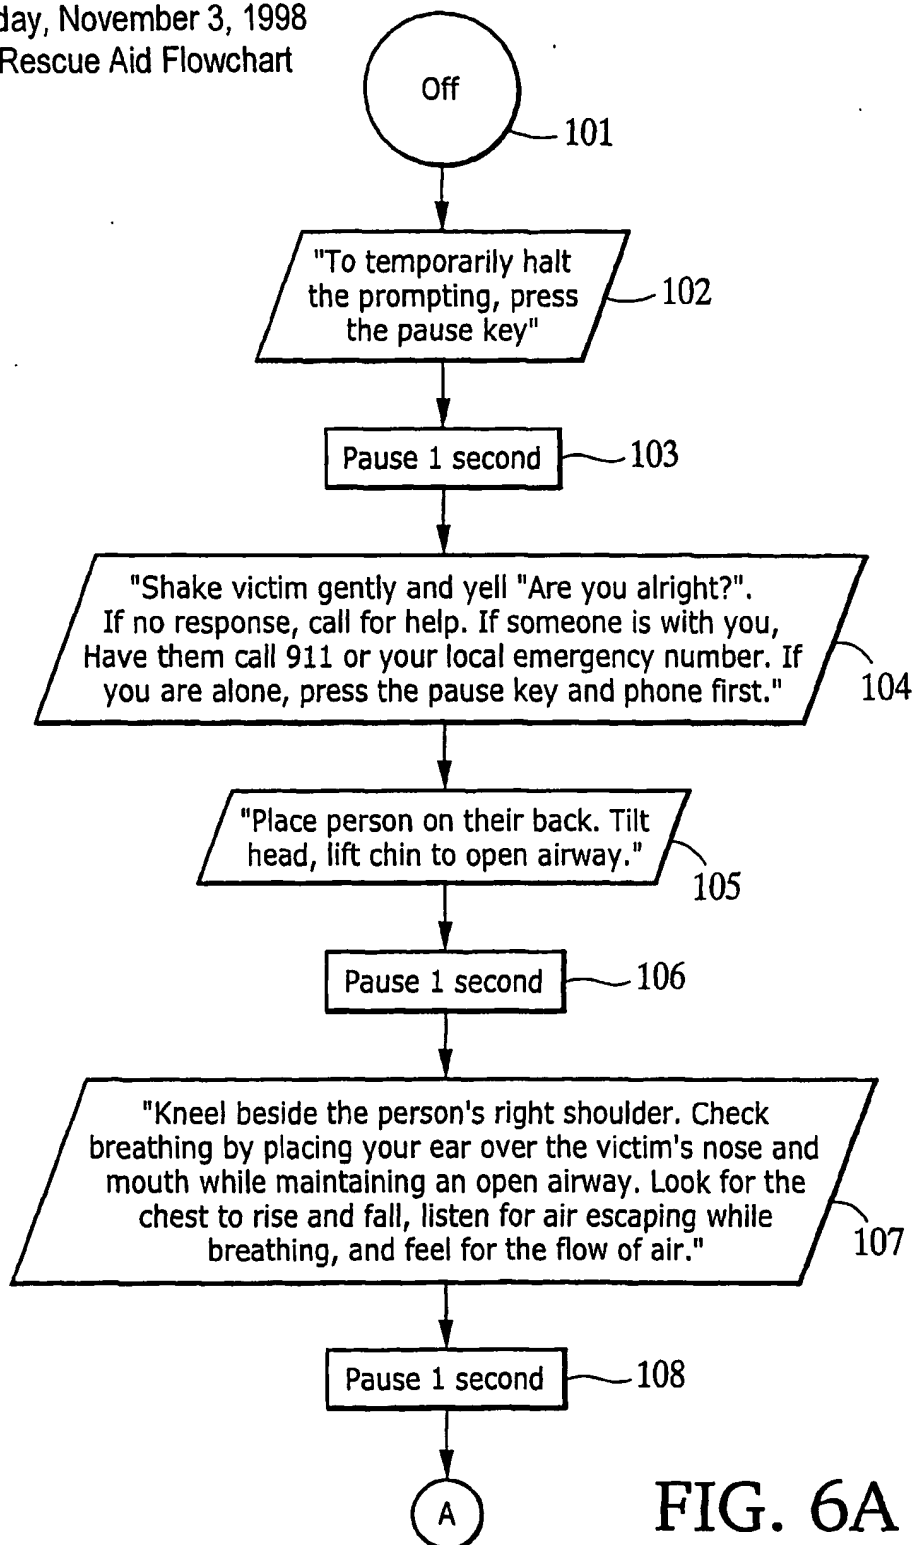 day, November 3, 1998
Rescue Aid Flowchart
Off
101
"To temporarily halt
the prompting, press
the pause key"
102
Pause 1 second
103
"Shake victim gently and yell "Are you alright?".
If no response, call for help. If someone is with you,
Have them call 911 or your local emergency number. If
you are alone, press the pause key and phone first."
104
"Place person on their back. Tilt
head, lift chin to open airway."
105
Pause 1 second
106
"Kneel beside the person's right shoulder. Check
breathing by placing your ear over the victim's nose and
mouth while maintaining an open airway. Look for the
chest to rise and fall, listen for air escaping while
breathing, and feel for the flow of air."
107
Pause 1 second
108
A
FIG. 6A